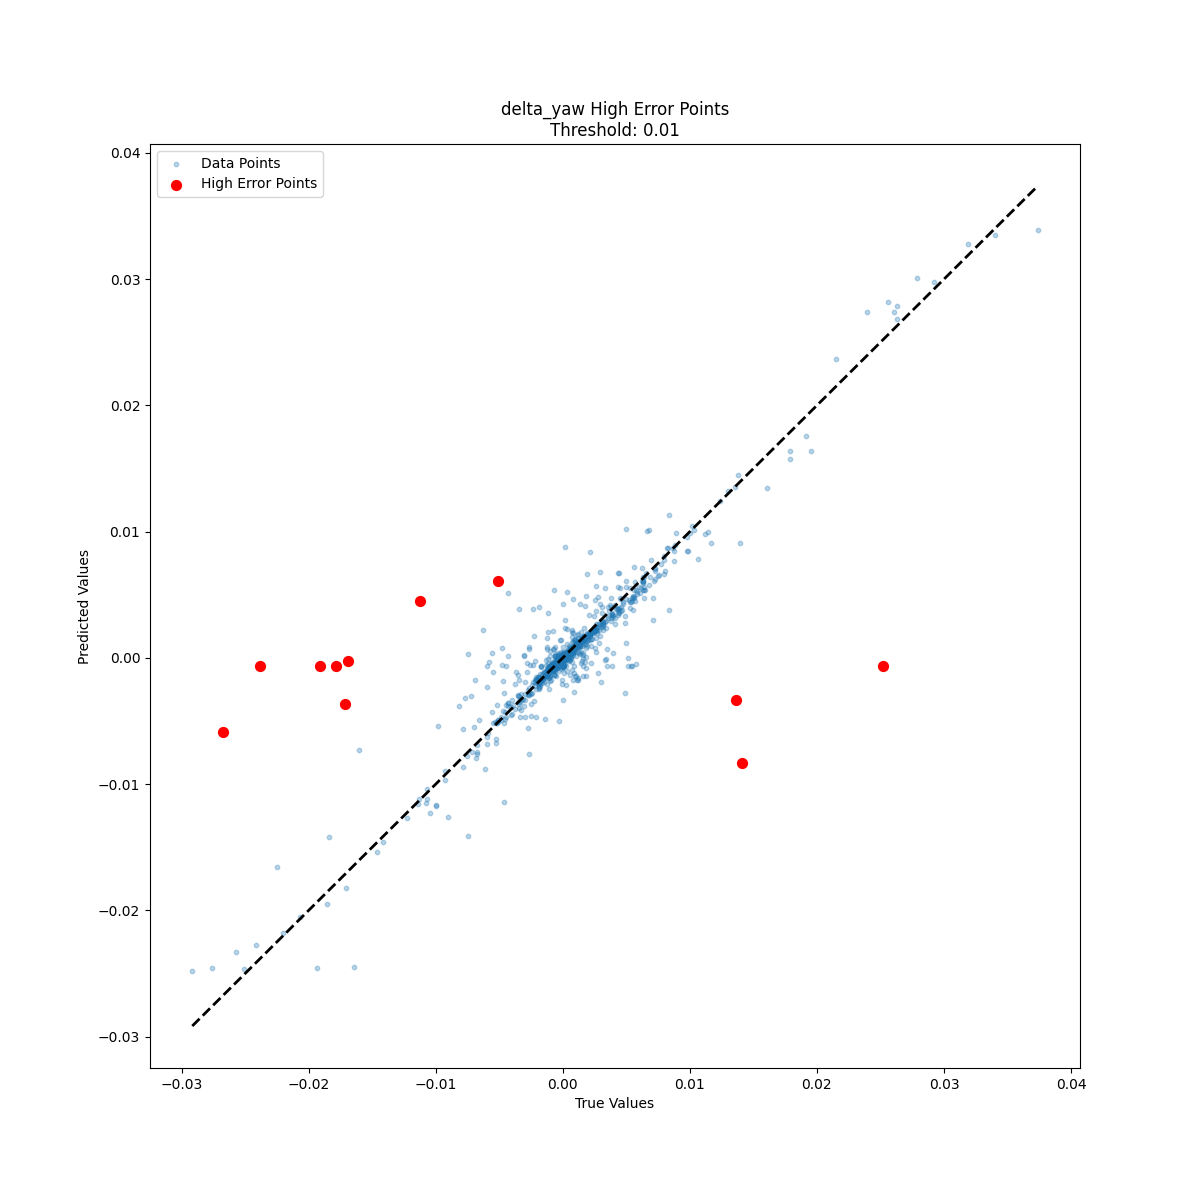 delta_yaw High Error Points
Threshold: 0.01
Data Points
High Error Points
0.04
0.03
0.02
0.01
0.00
−0.01
−0.02
−0.03
Predicted Values
−0.03
−0.02
−0.01
0.00
0.01
0.02
0.03
0.04
True Values